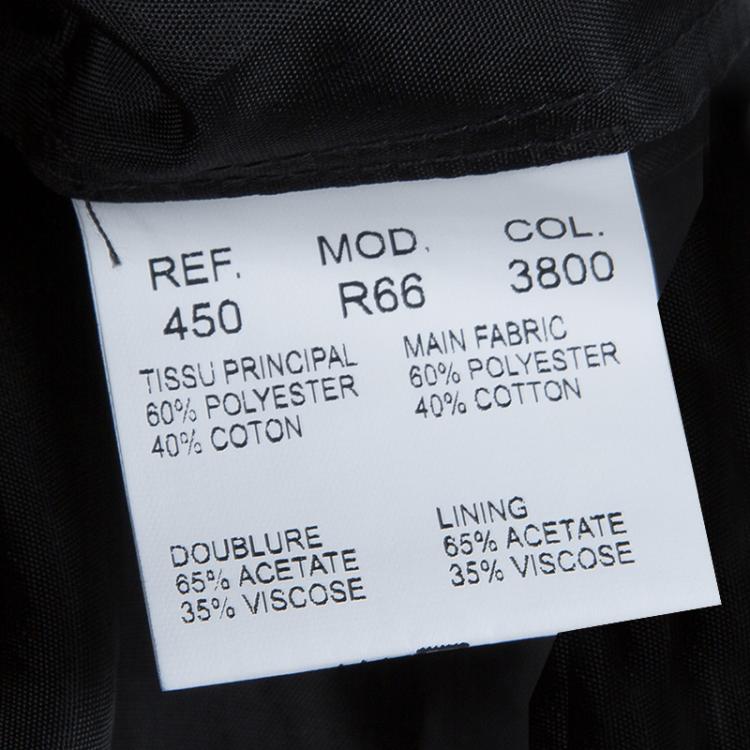 REF. MOD. COL.
450 R66 3800
TISSU PRINCIPAL
60% POLYESTER
40% COTON
MAIN FABRIC
60% POLYESTER
40% COTTON
DOUBLURE
65% ACETATE
35% VISCOSE
LINING
65% ACETATE
35% VISCOSE